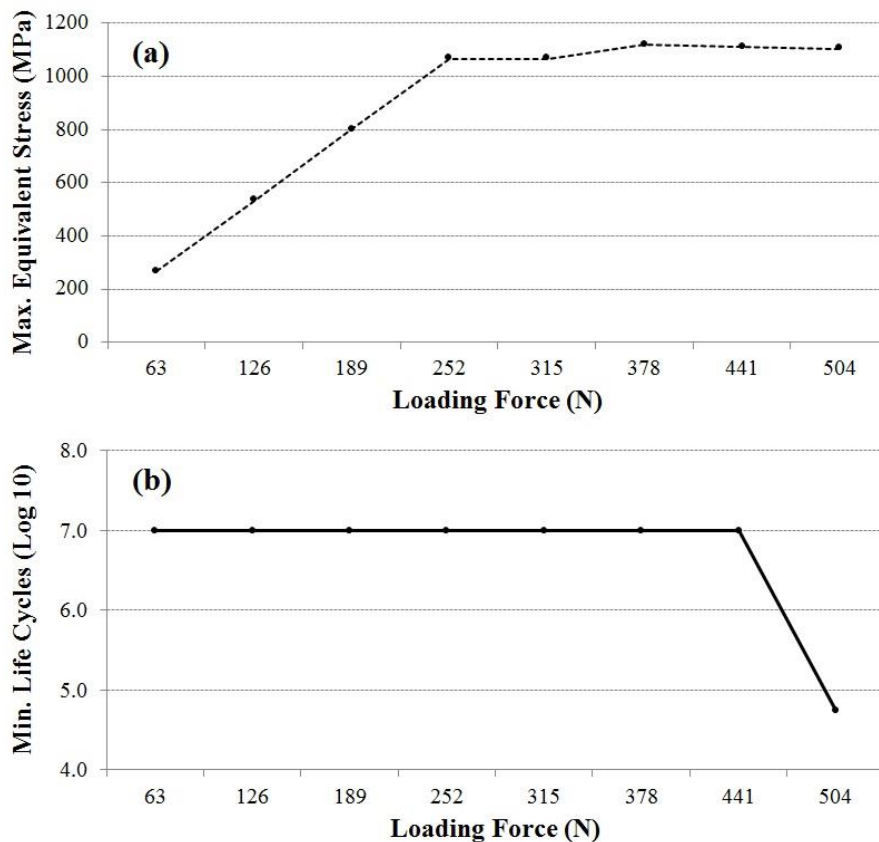 (a)
Max. Equivalent Stress (MPa)
1200
1000
800
600
400
200
0
63 126 189 252 315 378 441 504
Loading Force (N)
(b)
Min. Life Cycles (Log 10)
8.0
7.0
6.0
5.0
4.0
63 126 189 252 315 378 441 504
Loading Force (N)